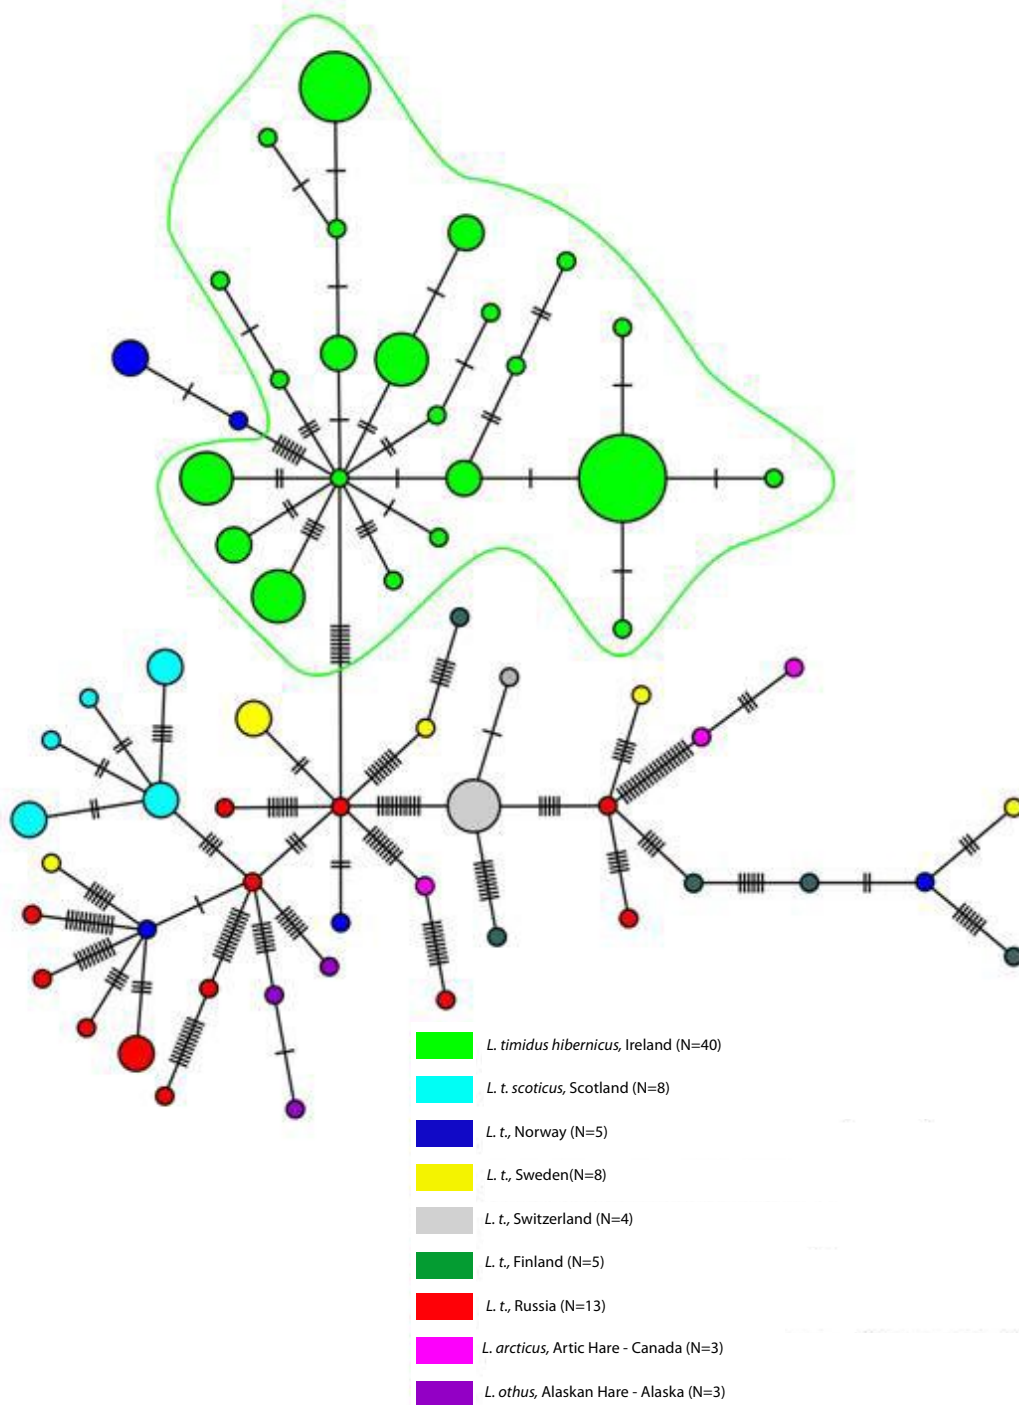 L. timidus hibernicus, Ireland (N=40)
L. t. scoticus, Scotland (N=8)
L. t., Norway (N=5)
L. t., Sweden(N=8)
L. t., Switzerland (N=4)
L. t., Finland (N=5)
L. t., Russia (N=13)
L. arcticus, Artic Hare - Canada (N=3)
L. othus, Alaskan Hare - Alaska (N=3)